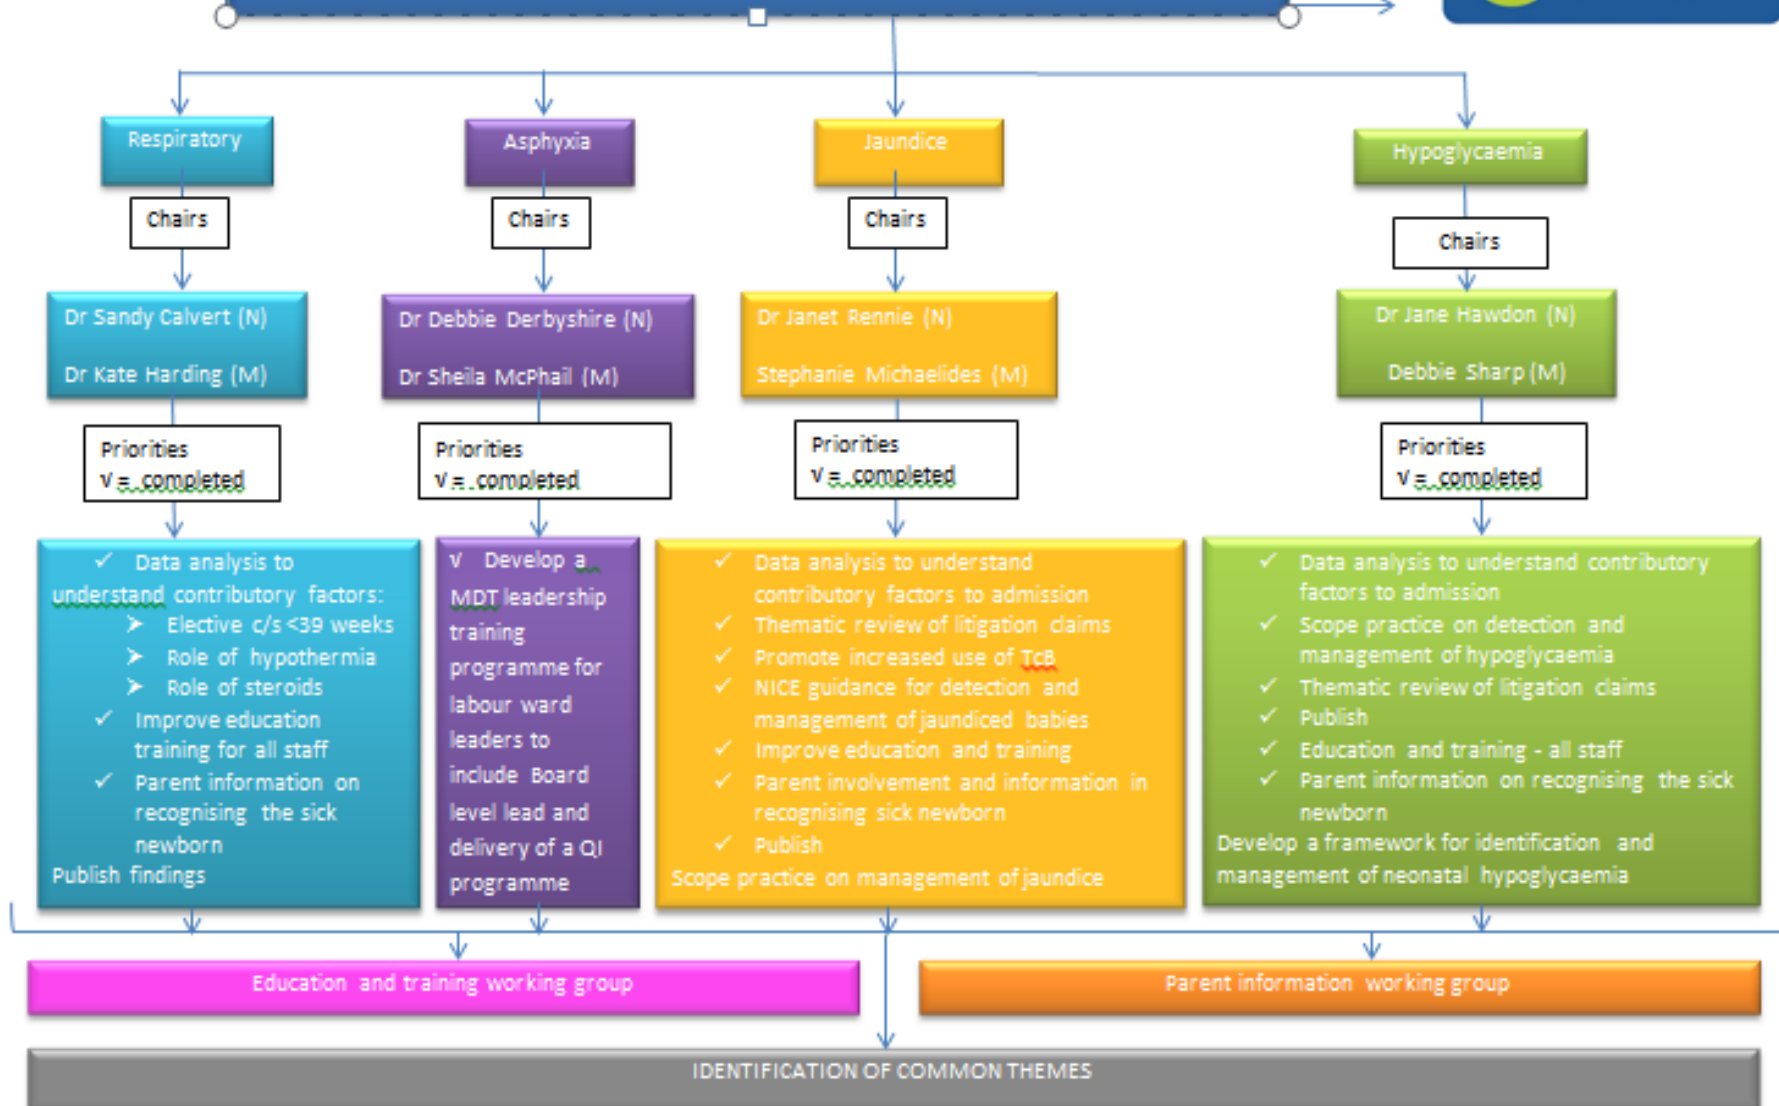 Respiratory
Asphyxia
Jaundice
Hypoglycaemia
Chairs
Chairs
Chairs
Chairs
Dr Sandy Calvert (N)
Dr Kate Harding (M)
Dr Debbie Derbyshire (N)
Dr Sheila McPhail (M)
Dr Janet Rennie (N)
Stephanie Michaelides (M)
Dr Jane Hawdon (N)
Debbie Sharp (M)
Priorities
√ = completed
Priorities
√ = completed
Priorities
√ = completed
Priorities
√ = completed
✓ Data analysis to
understand contributory factors:
➢ Elective c/s <39 weeks
➢ Role of hypothermia
➢ Role of steroids
✓ Improve education
training for all staff
✓ Parent information on
recognising the sick
newborn
Publish findings
√ Develop a
MDT leadership
training
programme for
labour ward
leaders to
include Board
level lead and
delivery of a QI
programme
✓ Data analysis to understand
contributory factors to admission
✓ Thematic review of litigation claims
✓ Promote increased use of TcB
✓ NICE guidance for detection and
management of jaundiced babies
✓ Improve education and training
✓ Parent involvement and information in
recognising sick newborn
✓ Publish
Scope practice on management of jaundice
✓ Data analysis to understand contributory
factors to admission
✓ Scope practice on detection and
management of hypoglycaemia
✓ Thematic review of litigation claims
✓ Publish
✓ Education and training - all staff
✓ Parent information on recognising the sick
newborn
Develop a framework for identification and
management of neonatal hypoglycaemia
Education and training working group
Parent information working group
IDENTIFICATION OF COMMON THEMES